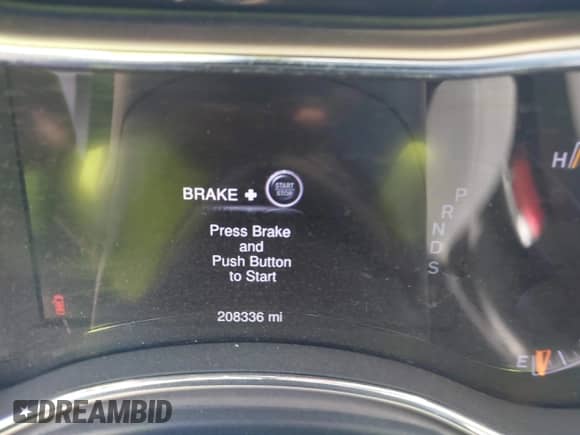 BRAKE + START STOP
Press Brake
and
Push Button
to Start
208336 mi
P
R
N
D
S
H
E
DREAMBID